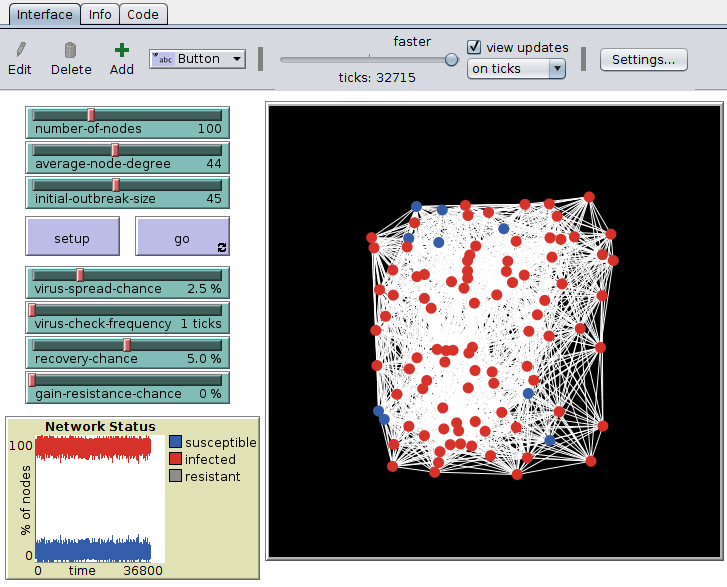 Interface Info Code
faster
Edit Delete Add abc Button view updates Settings...
on ticks
ticks: 32715
number-of-nodes 100
average-node-degree 44
initial-outbreak-size 45
setup go
virus-spread-chance 2.5 %
virus-check-frequency 1 ticks
recovery-chance 5.0 %
gain-resistance-chance 0 %
Network Status
100
% of nodes
0
0 time 36800
susceptible
infected
resistant